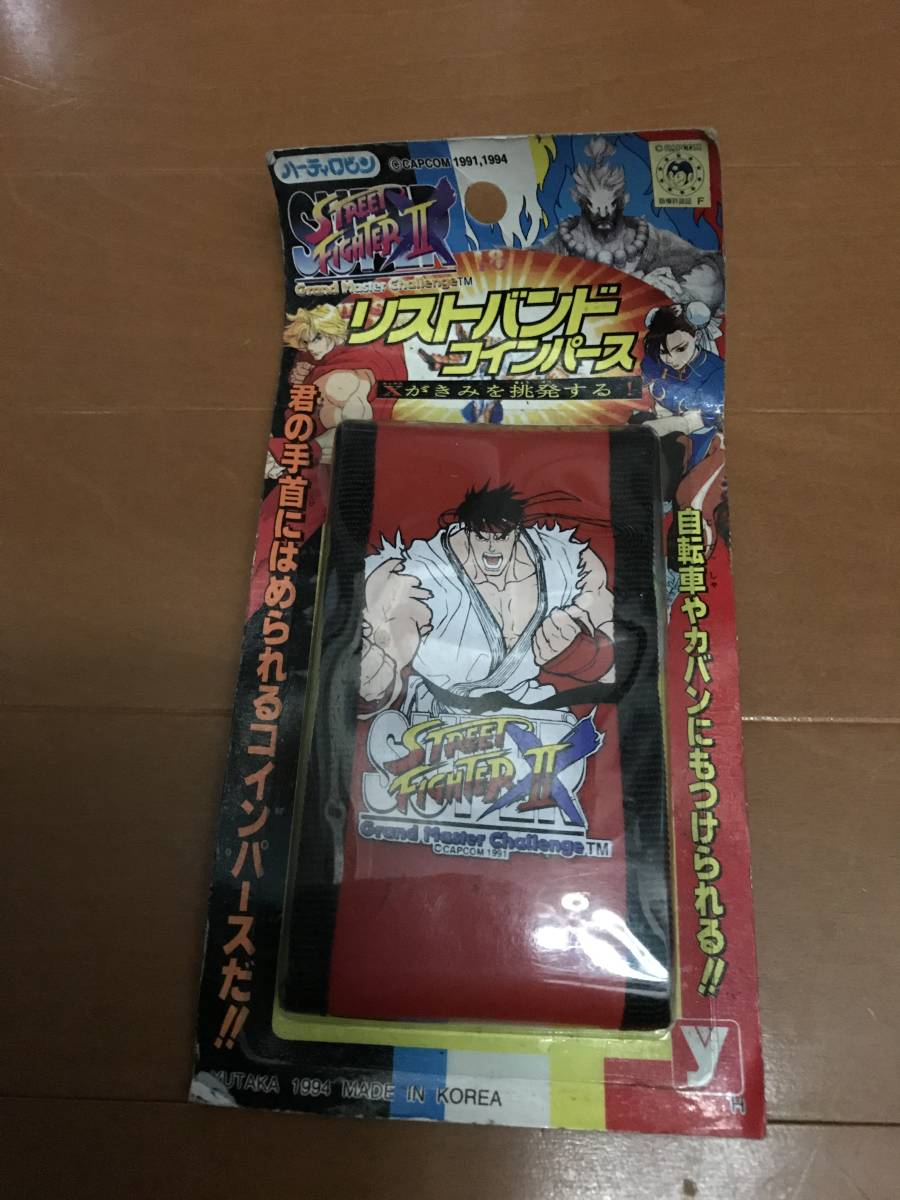 ハーティロビン
©CAPCOM 1991,1994
© CAPCOM
F
SUPER
STREET
FIGHTER II X
Grand Master Challenge™
リストバンド
コインパース
Xがきみを挑発する!
君の手首にはめられるコインパースだ!!
自転車やカバンにもつけられる!!
SUPER
STREET
FIGHTER II X
Grand Master Challenge™
©CAPCOM 1991
y
YUTAKA 1994 MADE IN KOREA
H